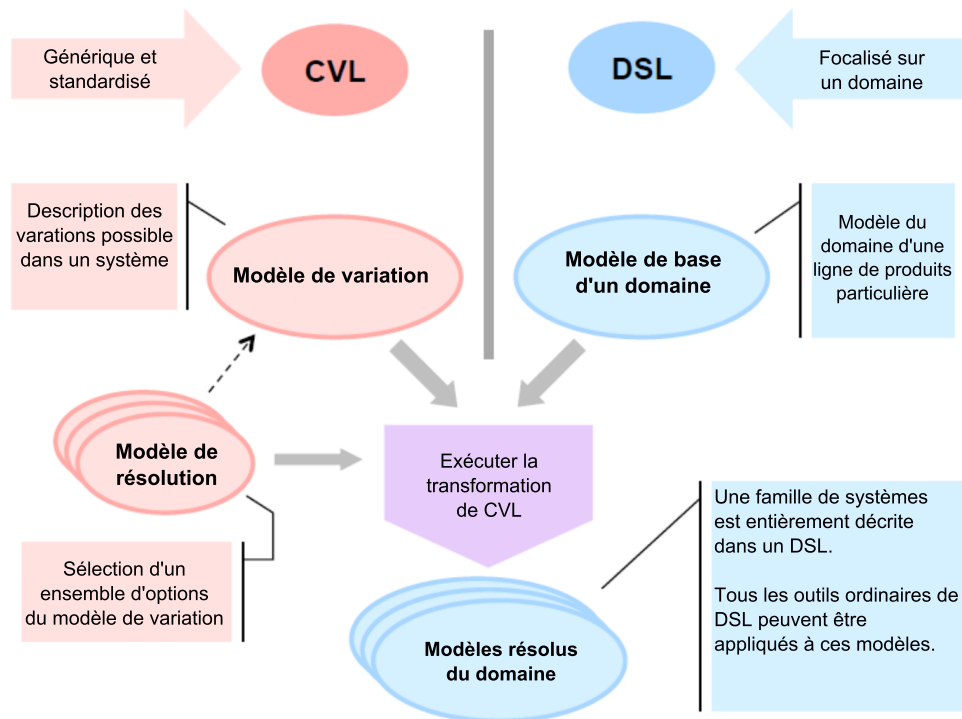 Générique et
standardisé
CVL
DSL
Focalisé sur
un domaine
Description des
varations possible
dans un système
Modèle de variation
Modèle de base
d'un domaine
Modèle du
domaine d'une
ligne de produits
particulière
Modèle de
résolution
Exécuter la
transformation
de CVL
Une famille de systèmes
est entièrement décrite
dans un DSL.
Tous les outils ordinaires de
DSL peuvent être
appliqués à ces modèles.
Sélection d'un
ensemble d'options
du modèle de variation
Modèles résolus
du domaine